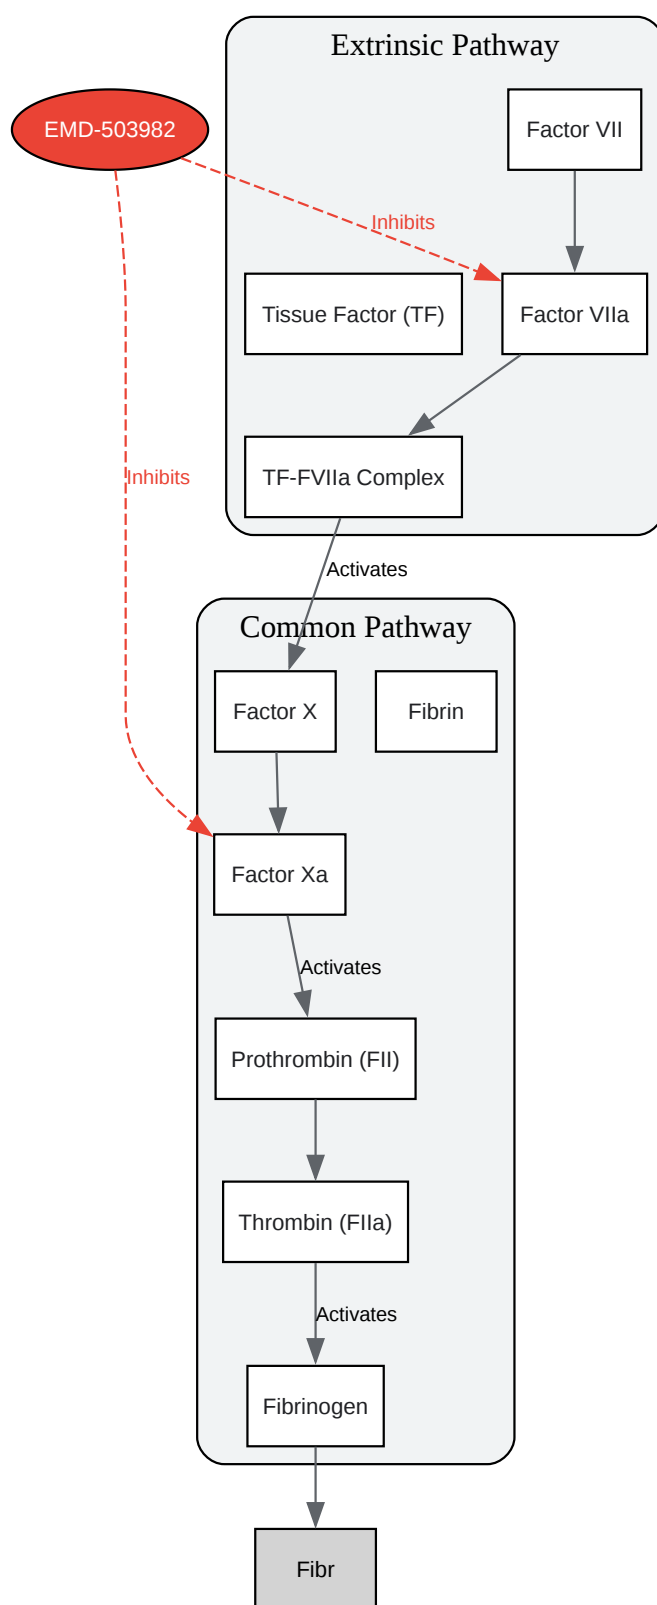 Extrinsic Pathway
EMD-503982
Factor VII
Inhibits
Tissue Factor (TF)
Factor VIIa
TF-FVIIa Complex
Inhibits
Activates
Common Pathway
Factor X
Fibrin
Factor Xa
Activates
Prothrombin (FII)
Thrombin (FIIa)
Activates
Fibrinogen
Fibr